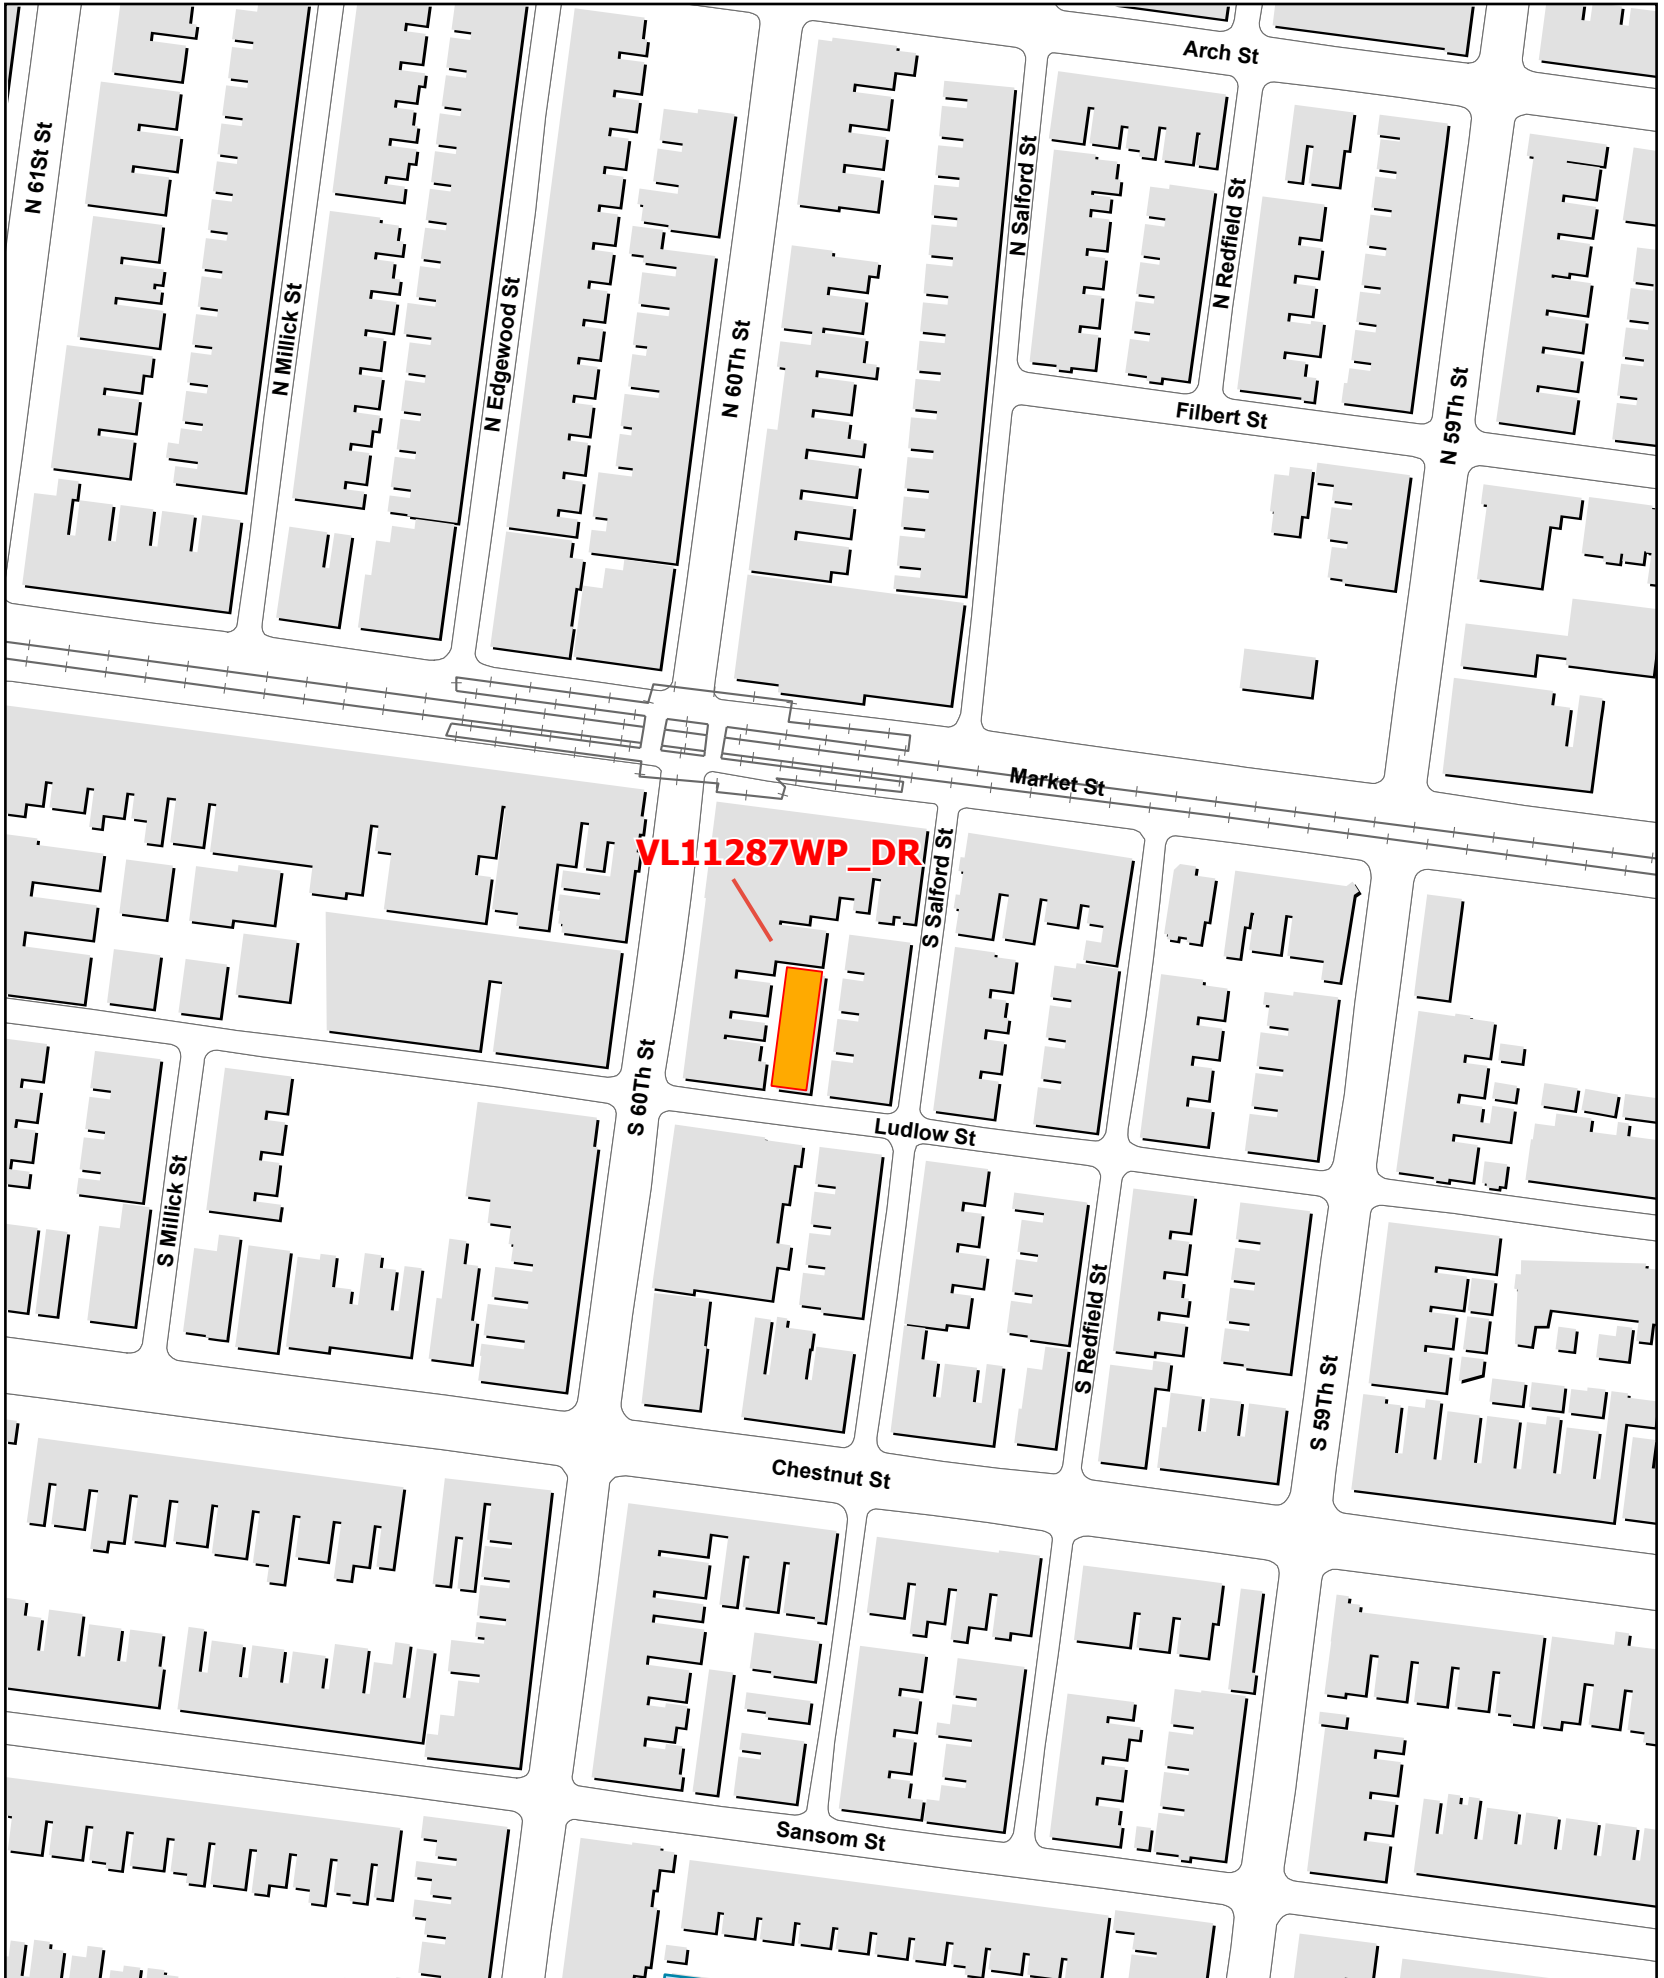 Arch St
N 61St St
N Salford St
N Redfield St
N Millick St
N Edgewood St
N 60Th St
N 59Th St
Filbert St
Market St
VL11287WP_DR
S Salford St
S 60Th St
Ludlow St
S Millick St
S Redfield St
S 59Th St
Chestnut St
Sansom St